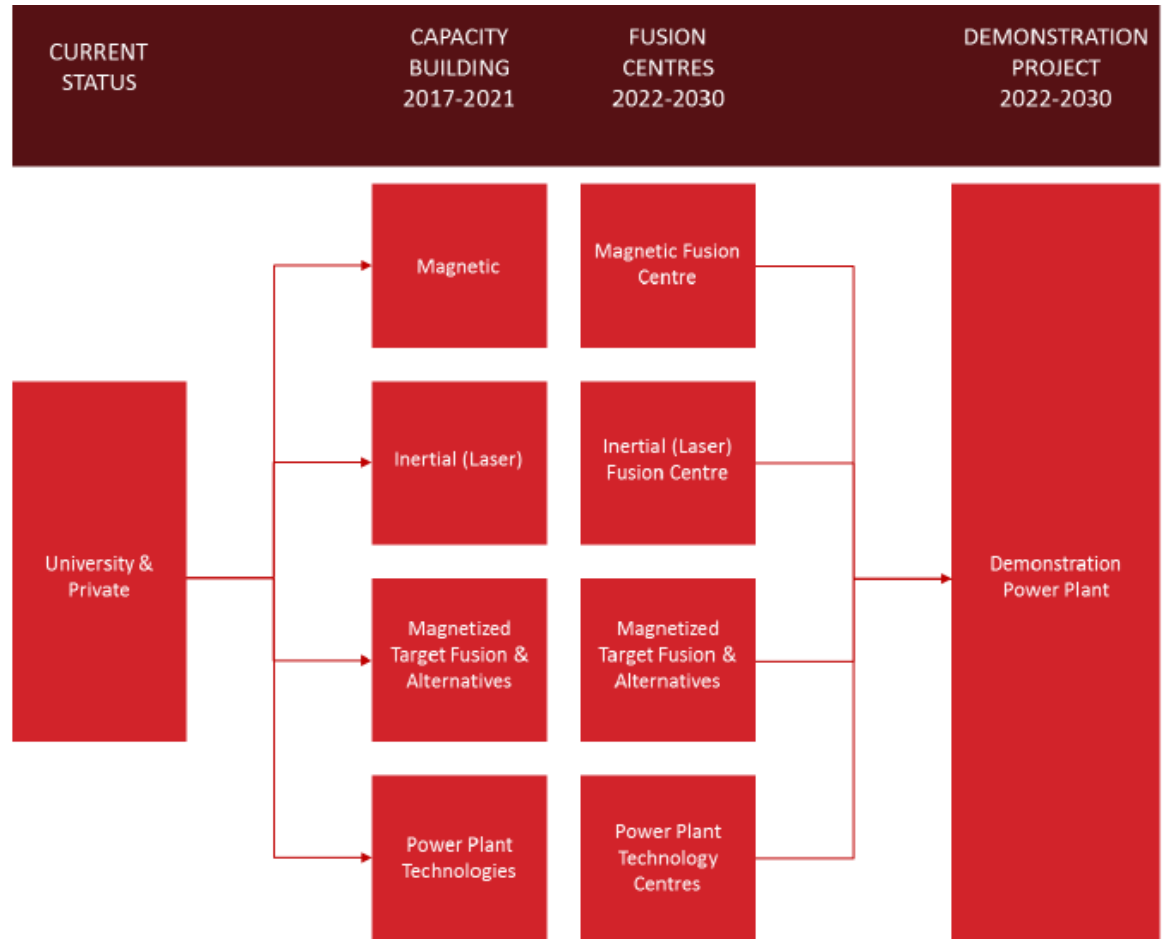 CURRENT
STATUS
CAPACITY
BUILDING
2017-2021
FUSION
CENTRES
2022-2030
DEMONSTRATION
PROJECT
2022-2030
University &
Private
Magnetic
Inertial (Laser)
Magnetized
Target Fusion &
Alternatives
Power Plant
Technologies
Magnetic Fusion
Centre
Inertial (Laser)
Fusion Centre
Magnetized
Target Fusion &
Alternatives
Power Plant
Technology
Centres
Demonstration
Power Plant